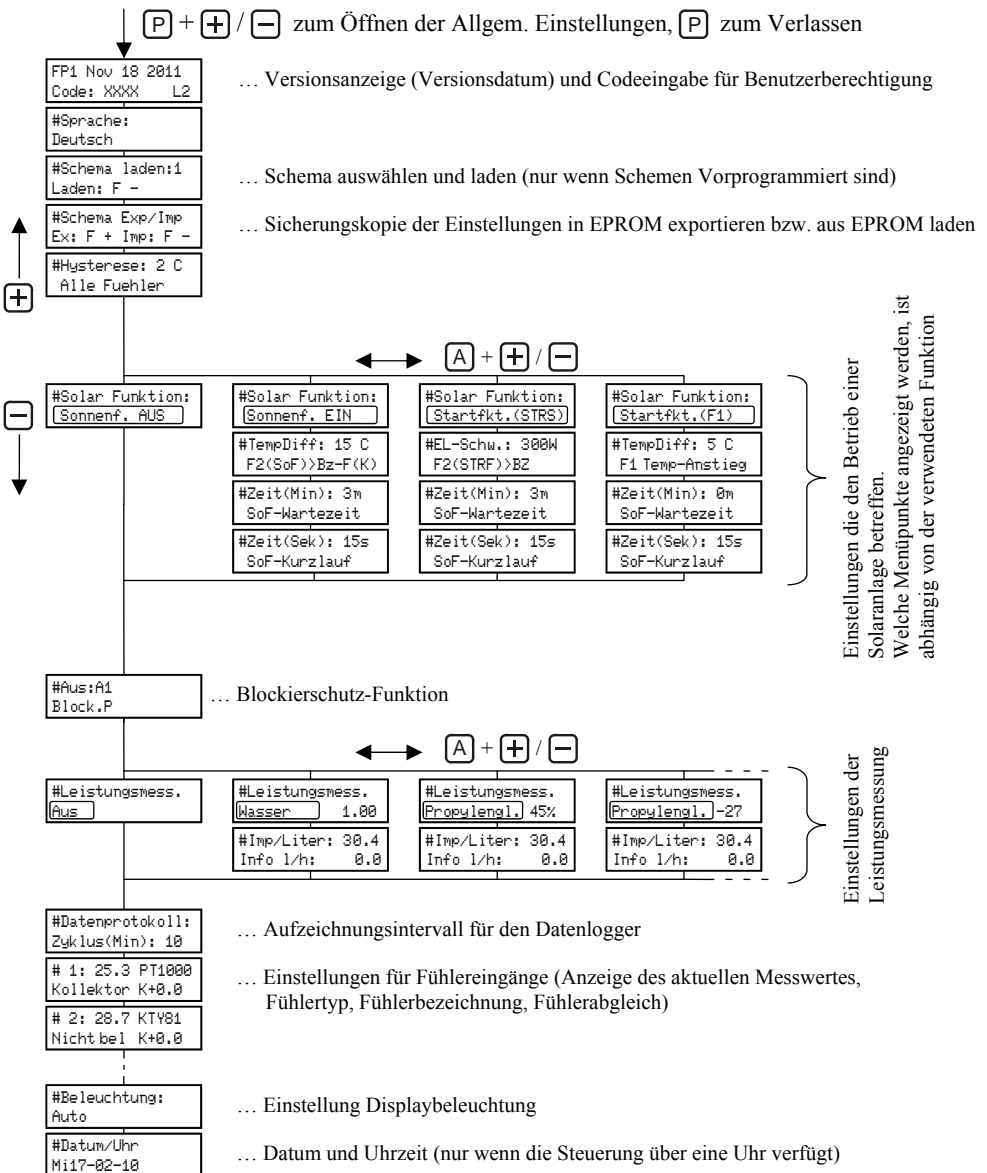 P + + / − zum Öffnen der Allgem. Einstellungen, P zum Verlassen
FP1 Nov 18 2011
Code: XXXX L2
… Versionsanzeige (Versionsdatum) und Codeeingabe für Benutzerberechtigung
#Sprache:
Deutsch
#Schema laden:1
Laden: F -
… Schema auswählen und laden (nur wenn Schemen Vorprogrammiert sind)
#Schema Exp/Imp
Ex: F + Imp: F -
… Sicherungskopie der Einstellungen in EPROM exportieren bzw. aus EPROM laden
#Hysterese: 2 C
Alle Fuehler
+
−
A + + / −
#Solar Funktion:
Sonnenf. AUS
#Solar Funktion:
Sonnenf. EIN
#TempDiff: 15 C
F2(SoF)>Bz-F(K)
#Zeit(Min): 3m
SoF-Wartezeit
#Zeit(Sek): 15s
SoF-Kurzlauf
#Solar Funktion:
Startfkt.(STRS)
#EL-Schw.: 300W
F2(STRF)>BZ
#Zeit(Min): 3m
SoF-Wartezeit
#Zeit(Sek): 15s
SoF-Kurzlauf
#Solar Funktion:
Startfkt.(F1)
#TempDiff: 5 C
F1 Temp-Anstieg
#Zeit(Min): 0m
SoF-Wartezeit
#Zeit(Sek): 15s
SoF-Kurzlauf
Einstellungen die den Betrieb einer
Solaranlage betreffen.
Welche Menüpunkte angezeigt werden, ist
abhängig von der verwendeten Funktion
#Aus:A1
Block.P
… Blockierschutz-Funktion
A + + / −
#Leistungsmess.
Aus
#Leistungsmess.
Wasser 1.00
#Imp/Liter: 30.4
Info l/h: 0.0
#Leistungsmess.
Propylengl. 45%
#Imp/Liter: 30.4
Info l/h: 0.0
#Leistungsmess.
Propylengl. -27
#Imp/Liter: 30.4
Info l/h: 0.0
Einstellungen der
Leistungsmessung
#Datenprotokoll:
Zyklus(Min): 10
… Aufzeichnungsintervall für den Datenlogger
# 1: 25.3 PT1000
Kollektor K+0.0
… Einstellungen für Fühlereingänge (Anzeige des aktuellen Messwertes,
Fühlertyp, Fühlerbezeichnung, Fühlerabgleich)
# 2: 28.7 KTY81
Nicht bel K+0.0
#Beleuchtung:
Auto
… Einstellung Displaybeleuchtung
#Datum/Uhr
Mi17-02-10
… Datum und Uhrzeit (nur wenn die Steuerung über eine Uhr verfügt)